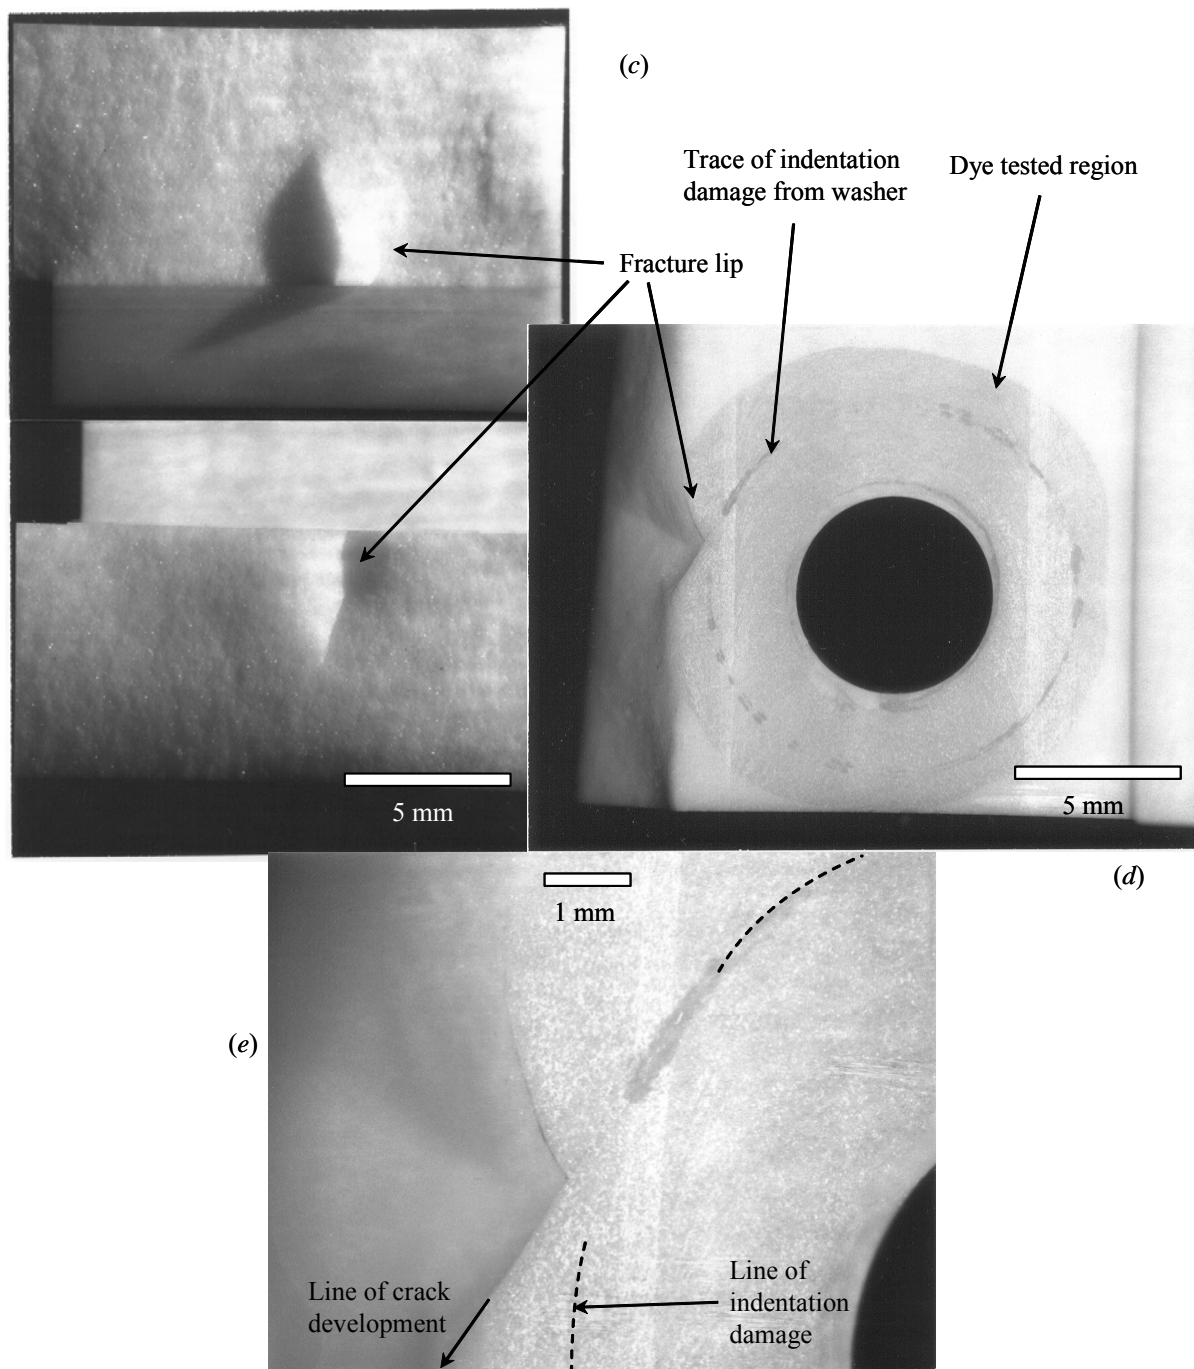 (c)
Trace of indentation
damage from washer
Dye tested region
Fracture lip
5 mm
5 mm
(d)
1 mm
(e)
Line of crack
development
Line of
indentation
damage